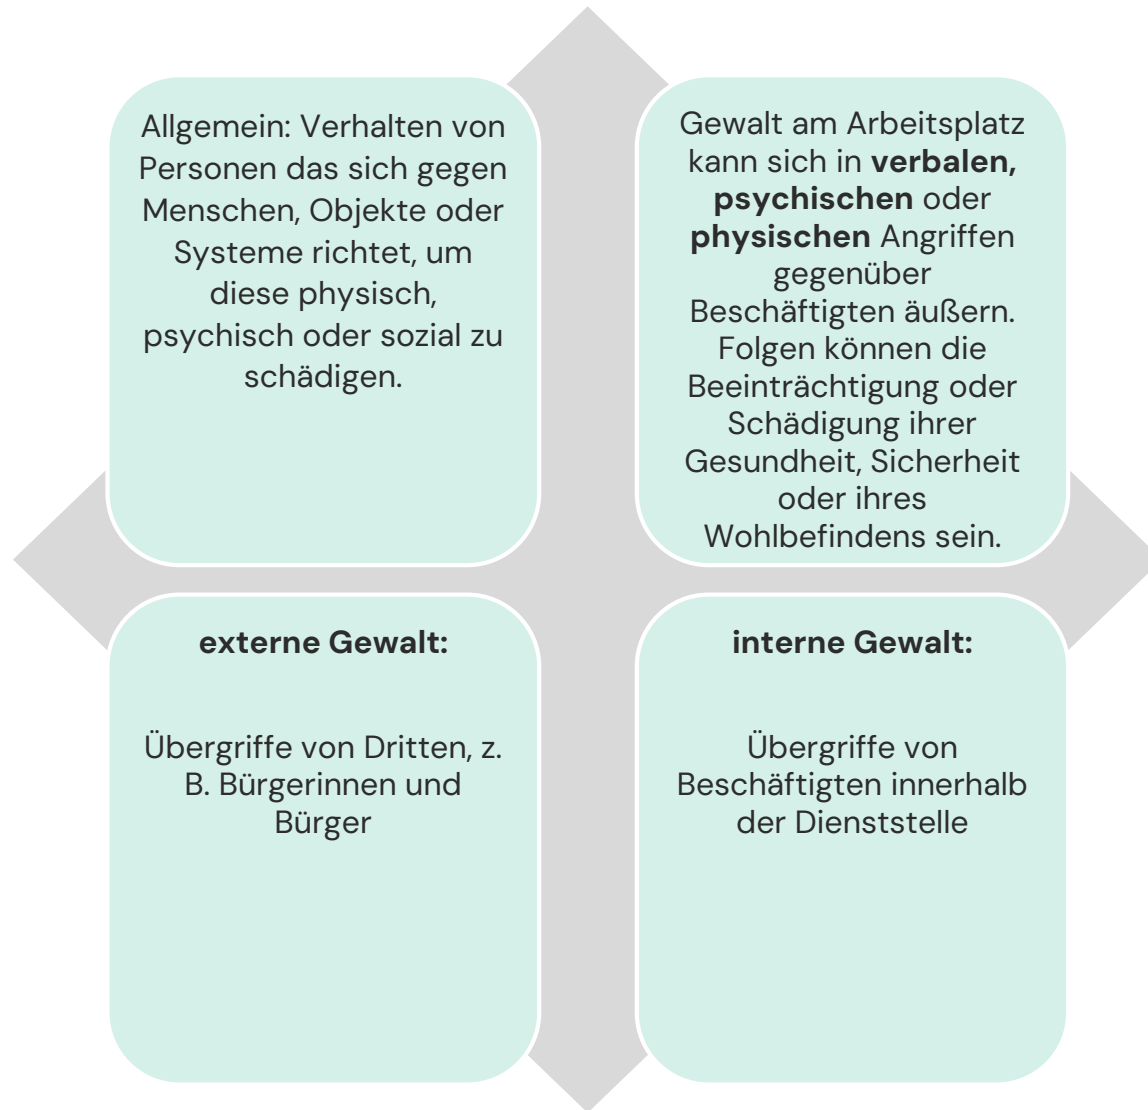 Allgemein: Verhalten von
Personen das sich gegen
Menschen, Objekte oder
Systeme richtet, um
diese physisch,
psychisch oder sozial zu
schädigen.
Gewalt am Arbeitsplatz
kann sich in verbalen,
psychischen oder
physischen Angriffen
gegenüber
Beschäftigten äußern.
Folgen können die
Beeinträchtigung oder
Schädigung ihrer
Gesundheit, Sicherheit
oder ihres
Wohlbefindens sein.
externe Gewalt:
Übergriffe von Dritten, z.
B. Bürgerinnen und
Bürger
interne Gewalt:
Übergriffe von
Beschäftigten innerhalb
der Dienststelle